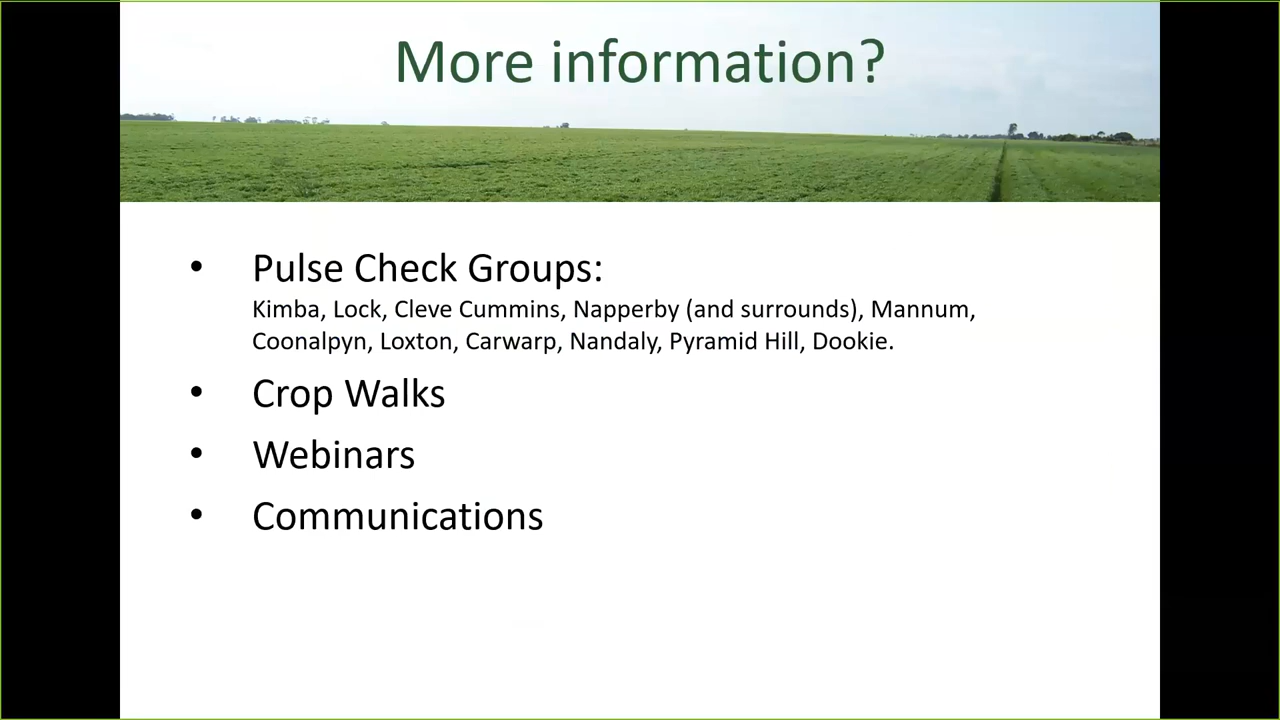 More information?
• Pulse Check Groups:
Kimba, Lock, Cleve Cummins, Napperby (and surrounds), Mannum,
Coonalpyn, Loxton, Carwarp, Nandaly, Pyramid Hill, Dookie.
• Crop Walks
• Webinars
• Communications